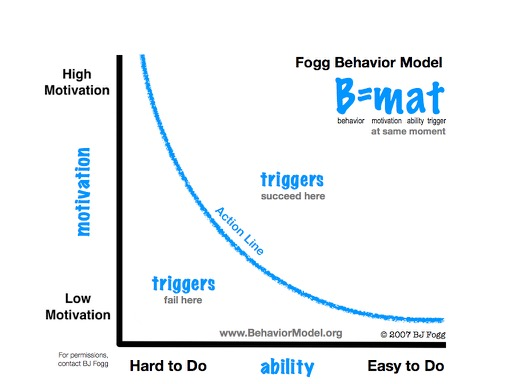 Fogg Behavior Model
B=mat
behavior motivation ability trigger
at same moment
High
Motivation
motivation
triggers
succeed here
Action Line
triggers
fail here
Low
Motivation
www.BehaviorModel.org
© 2007 BJ Fogg
For permissions,
contact BJ Fogg
Hard to Do
ability
Easy to Do